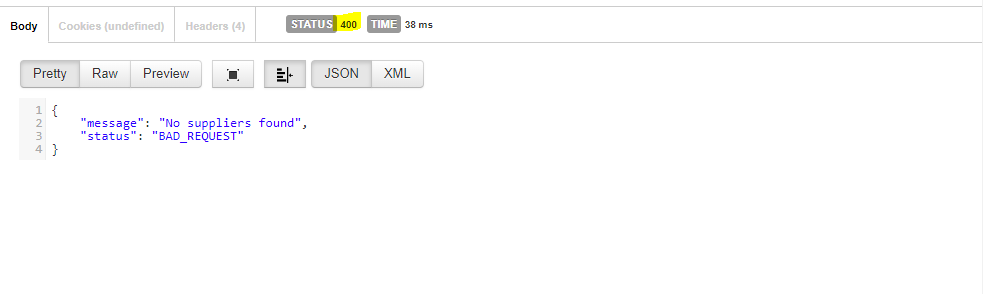 Body Cookies (undefined) Headers (4) STATUS 400 TIME 38 ms
Pretty Raw Preview JSON XML
1 {
2 "message": "No suppliers found",
3 "status": "BAD_REQUEST"
4 }